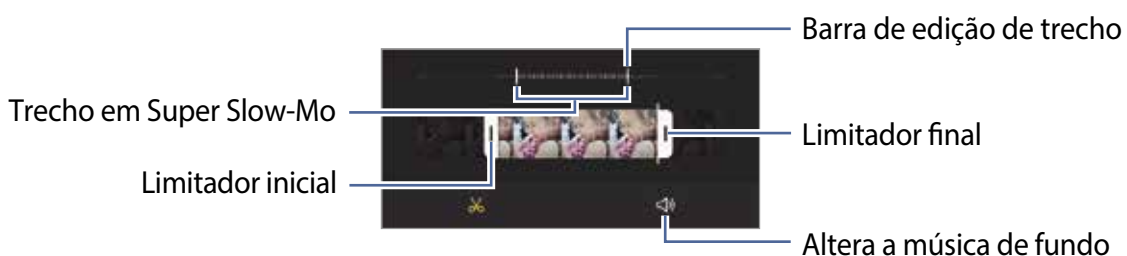 Barra de edição de trecho
Trecho em Super Slow-Mo
Limitador final
Limitador inicial
Altera a música de fundo